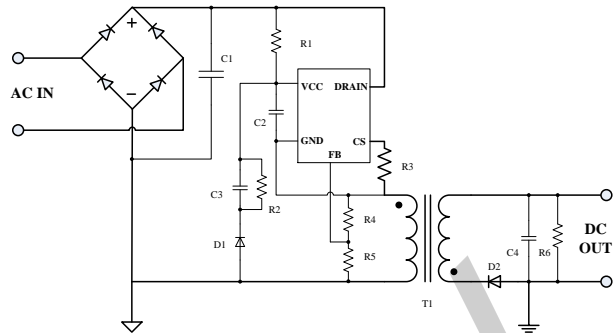 +
C1
R1
AC IN
VCC
DRAIN
C2
GND
CS
FB
R3
C3
R2
R4
D1
R5
T1
C4
R6
D2
DC
OUT
−